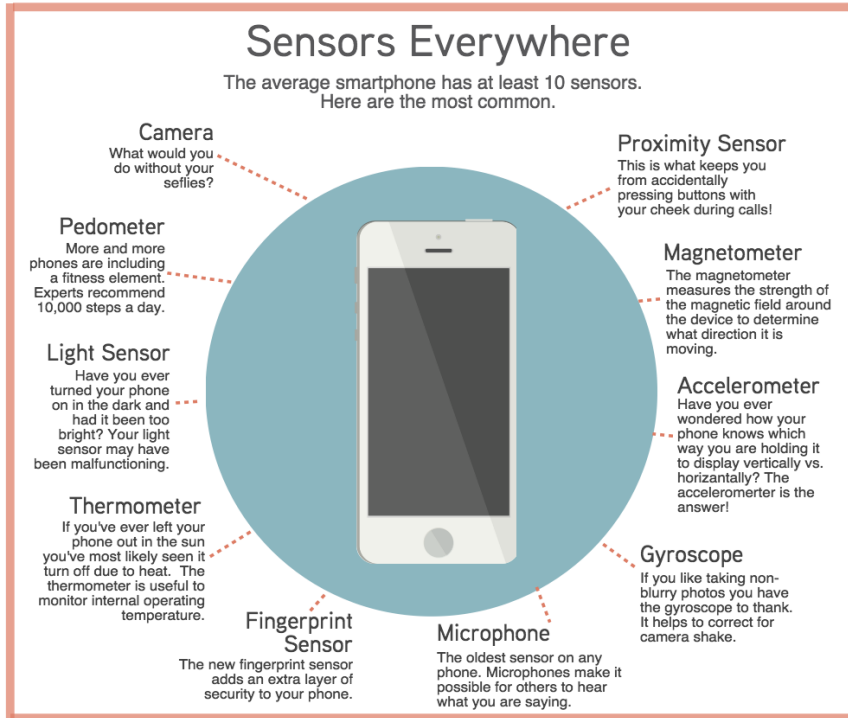 Sensors Everywhere
The average smartphone has at least 10 sensors.
Here are the most common.
Camera
What would you
do without your
seflies?
Pedometer
More and more
phones are including
a fitness element.
Experts recommend
10,000 steps a day.
Light Sensor
Have you ever
turned your phone
on in the dark and
had it been too
bright? Your light
sensor may have
been malfunctioning.
Thermometer
If you've ever left your
phone out in the sun
you've most likely seen it
turn off due to heat. The
thermometer is useful to
monitor internal operating
temperature.
Fingerprint
Sensor
The new fingerprint sensor
adds an extra layer of
security to your phone.
Proximity Sensor
This is what keeps you
from accidentally
pressing buttons with
your cheek during calls!
Magnetometer
The magnetometer
measures the strength of
the magnetic field around
the device to determine
what direction it is
moving.
Accelerometer
Have you ever
wondered how your
phone knows which
way you are holding it
to display vertically vs.
horizantally? The
acceleromerter is the
answer!
Gyroscope
If you like taking non-
blurry photos you have
the gyroscope to thank.
It helps to correct for
camera shake.
Microphone
The oldest sensor on any
phone. Microphones make it
possible for others to hear
what you are saying.